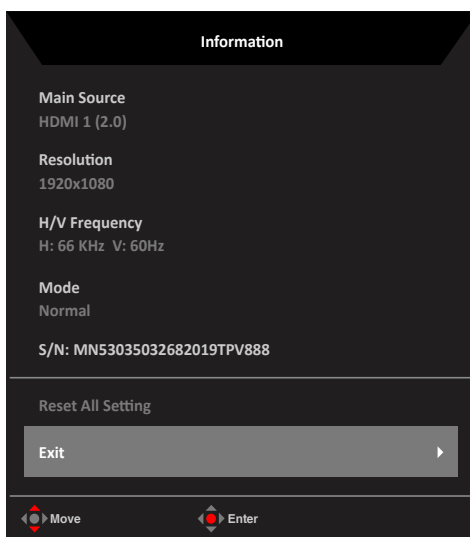 Information
Main Source
HDMI 1 (2.0)
Resolution
1920x1080
H/V Frequency
H: 66 KHz V: 60Hz
Mode
Normal
S/N: MN53035032682019TPV888
Reset All Setting
Exit
Move Enter